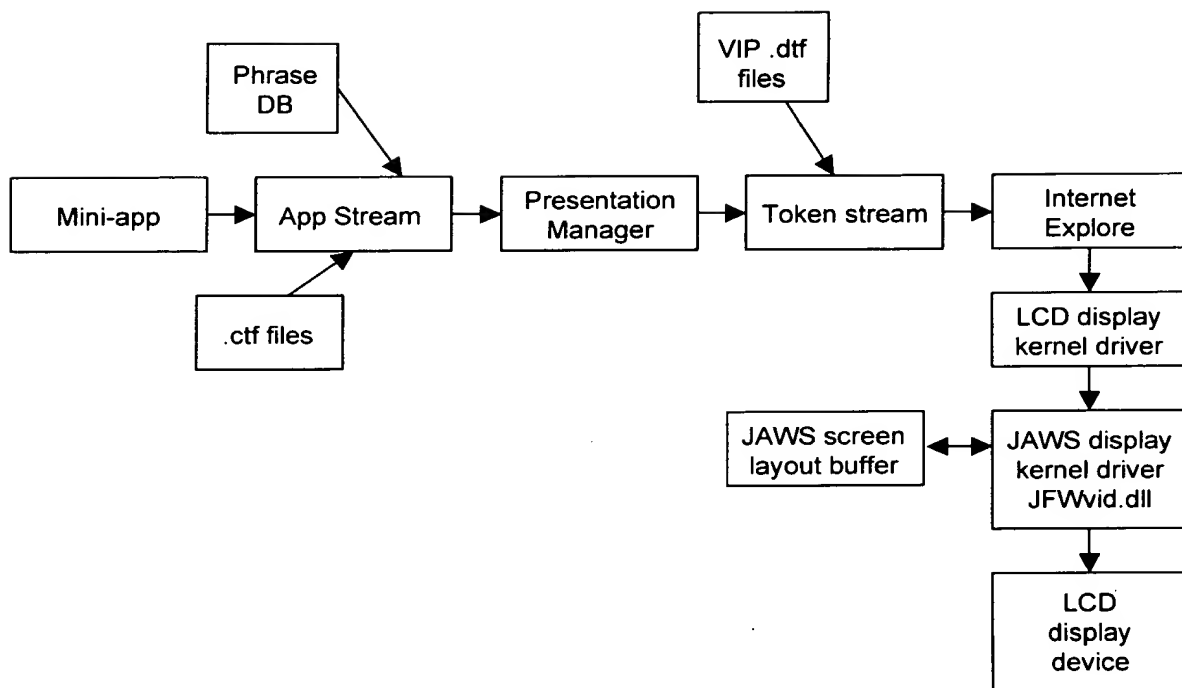 Phrase
DB
VIP .dtf
files
Mini-app
App Stream
Presentation
Manager
Token stream
Internet
Explore
.ctf files
LCD display
kernel driver
JAWS screen
layout buffer
JAWS display
kernel driver
JFWvid.dll
LCD
display
device